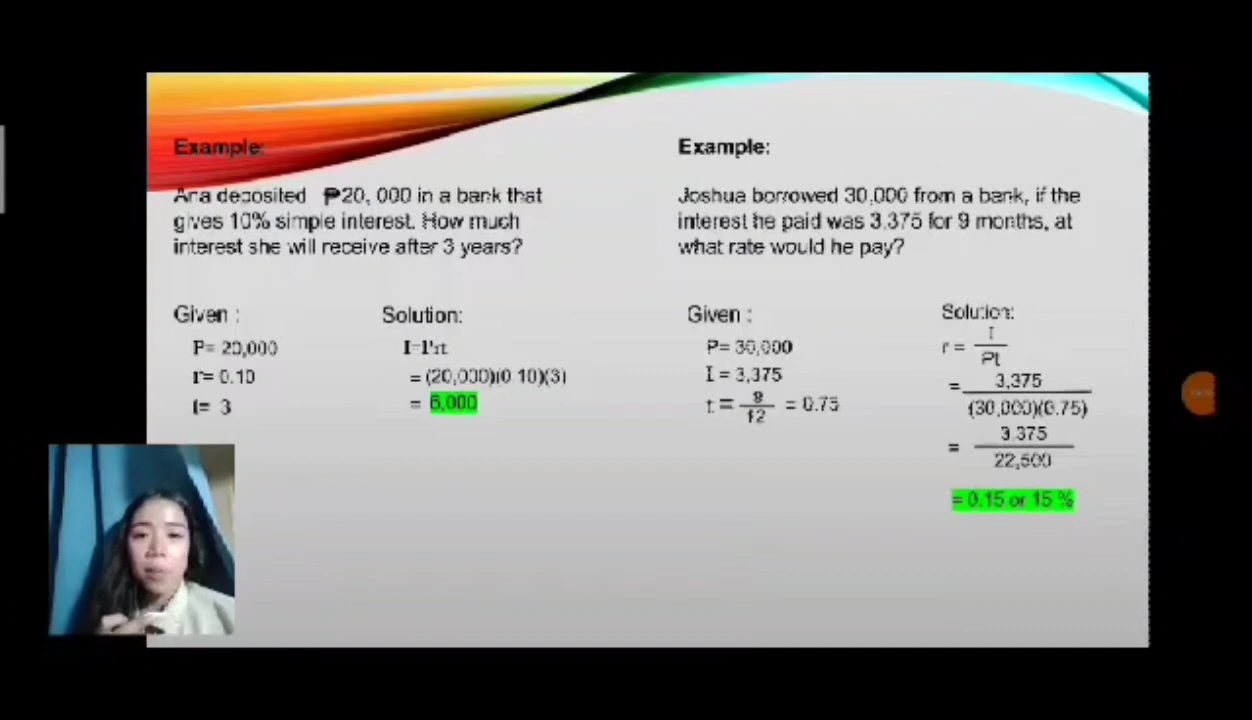 Example:
Ana deposited ₱20, 000 in a bank that
gives 10% simple interest. How much
interest she will receive after 3 years?
Given :
P= 20,000
r= 0.10
t= 3
Solution:
I=Prt
= (20,000)(0.10)(3)
= 6,000
Example:
Joshua borrowed 30,000 from a bank, if the
interest he paid was 3,375 for 9 months, at
what rate would he pay?
Given :
P= 30,000
I = 3,375
t = 9/12 = 0.75
Solution:
r = I/Pt
= 3,375/(30,000)(0.75)
= 3,375/22,500
= 0.15 or 15 %